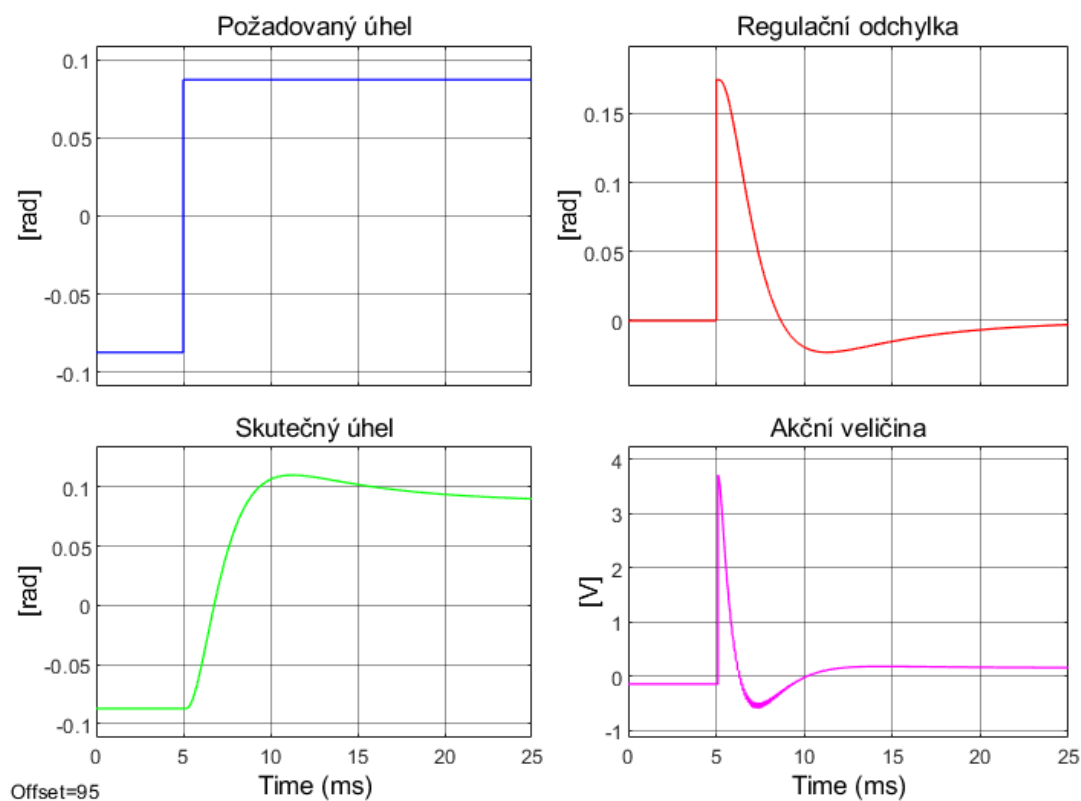 Požadovaný úhel
0.1
0.05
0
-0.05
-0.1
[rad]
Regulační odchylka
0.15
0.1
0.05
0
[rad]
Skutečný úhel
0.1
0.05
0
-0.05
-0.1
[rad]
0 5 10 15 20 25
Time (ms)
Akční veličina
4
3
2
1
0
-1
[V]
0 5 10 15 20 25
Time (ms)
Offset=95